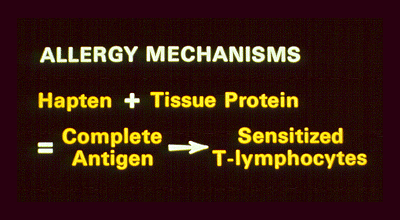 ALLERGY MECHANISMS
Hapten + Tissue Protein
= Complete Antigen → Sensitized T-lymphocytes